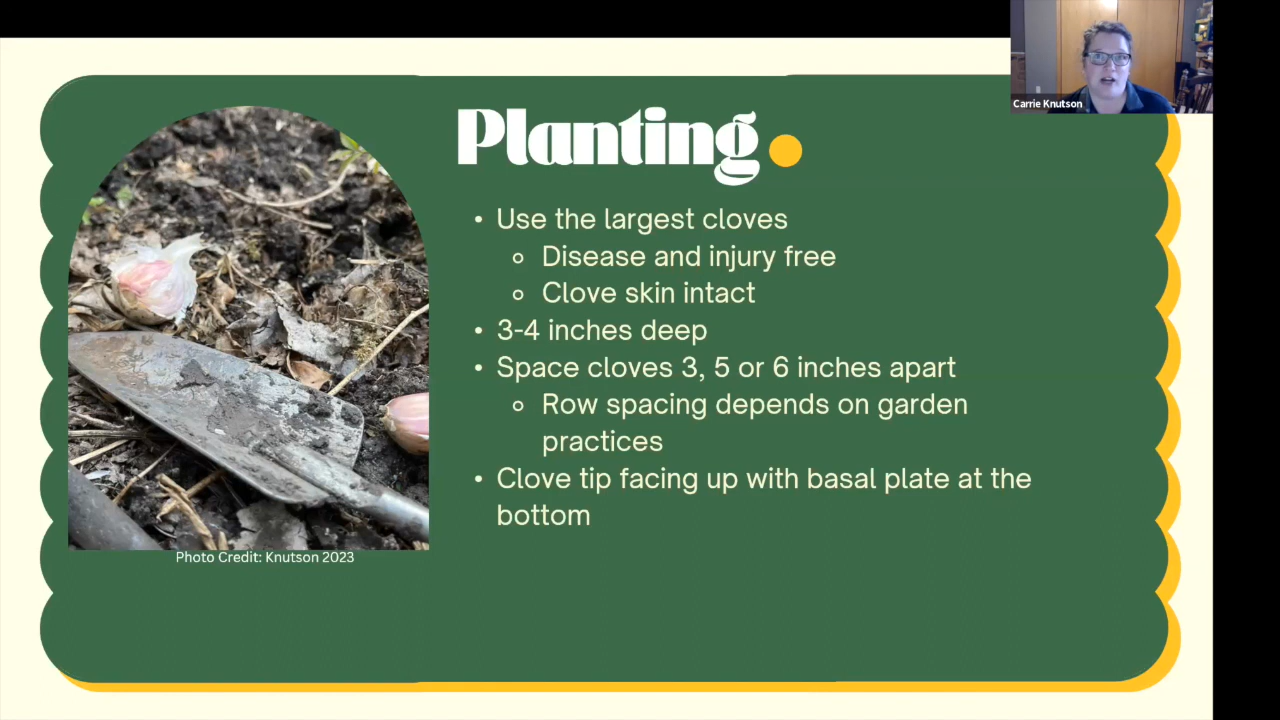 Planting
Carrie Knutson
• Use the largest cloves
◦ Disease and injury free
◦ Clove skin intact
• 3-4 inches deep
• Space cloves 3, 5 or 6 inches apart
◦ Row spacing depends on garden
practices
• Clove tip facing up with basal plate at the
bottom
Photo Credit: Knutson 2023